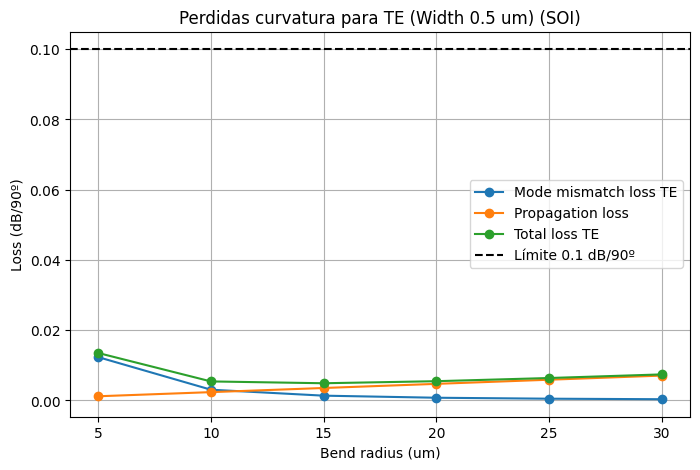 Perdidas curvatura para TE (Width 0.5 um) (SOI)
Loss (dB/90º)
0.10
0.08
0.06
0.04
0.02
0.00
Mode mismatch loss TE
Propagation loss
Total loss TE
Límite 0.1 dB/90º
5
10
15
20
25
30
Bend radius (um)